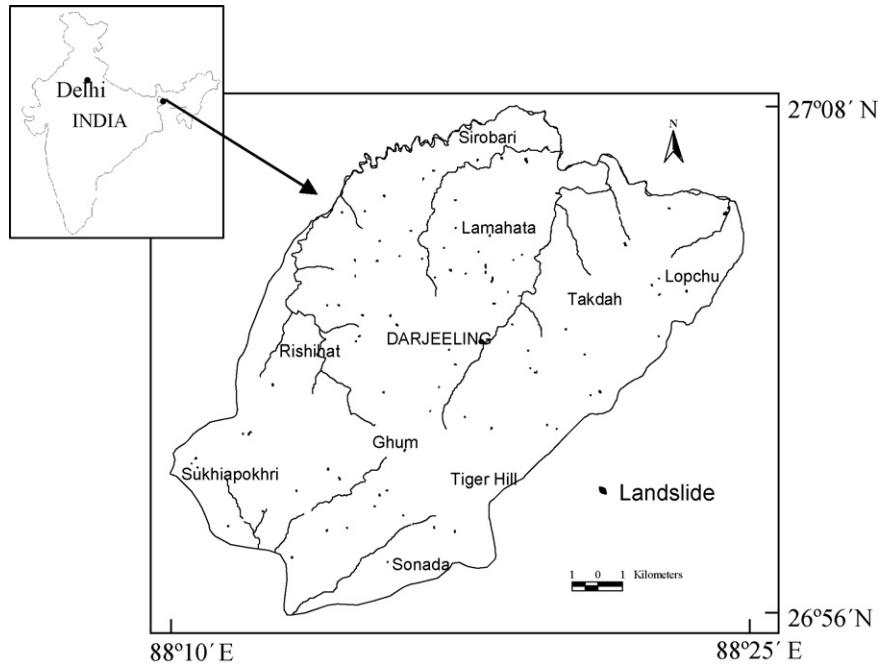 Delhi
INDIA
27°08´ N
Sirobari
N
Lamahata
Lopchu
Takdah
DARJEELING
Rishihat
Ghum
Sukhiapokhri
Tiger Hill
Landslide
Sonada
1 0 1 Kilometers
26°56´N
88°10´ E
88°25´ E